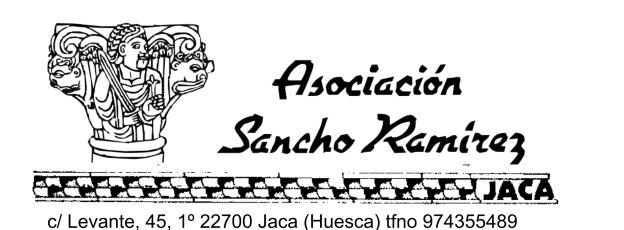 Asociación
Sancho Ramírez
JACA
c/ Levante, 45, 1º 22700 Jaca (Huesca) tfno 974355489